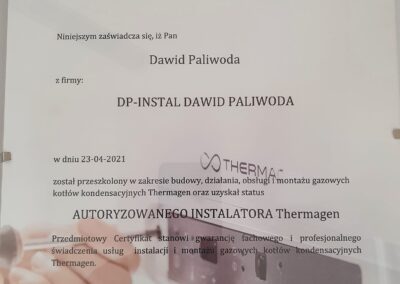 Niniejszym zaświadcza się, iż Pan
Dawid Paliwoda
z firmy:
DP-INSTAL DAWID PALIWODA
w dniu 23-04-2021
THERMA
został przeszkolony w zakresie budowy, działania, obsługi i montażu gazowych
kotłów kondensacyjnych Thermagen oraz uzyskał status
AUTORYZOWANEGO INSTALATORA Thermagen
Przedmiotowy Certyfikat stanowi gwarancję fachowego i profesjonalnego
świadczenia usług instalacji i montażu gazowych kotłów kondensacyjnych
Thermagen.